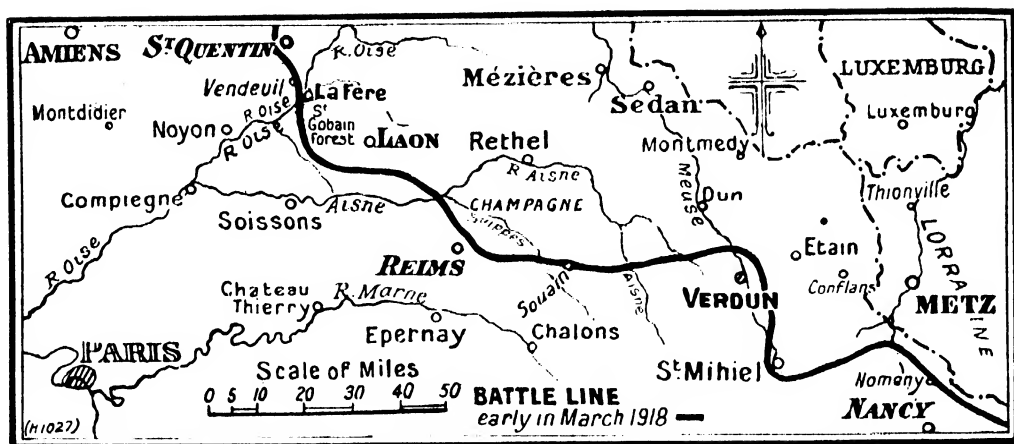 AMIENS
ST QUENTIN
R. Oise
Vendeuil
La Fère
Mézières
Sedan
LUXEMBURG
Luxemburg
Montdidier
R. Oise
Noyon
R. Oise
St
Gobain
Forest
LAON
Rethel
R Aisne
Montmedy
Meuse
Thionville
Compiegne
Soissons
Aisne
CHAMPAGNE
Suippes
Dun
Etain
LORRAINE
R. Oise
REIMS
Souain
Aisne
VERDUN
Conflans
METZ
Chateau
Thierry
R. Marne
Epernay
Chalons
PARIS
Scale of Miles
0 5 10 20 30 40 50
BATTLE LINE
early in March 1918
St. Mihiel
Nomeny
NANCY
(H1027)